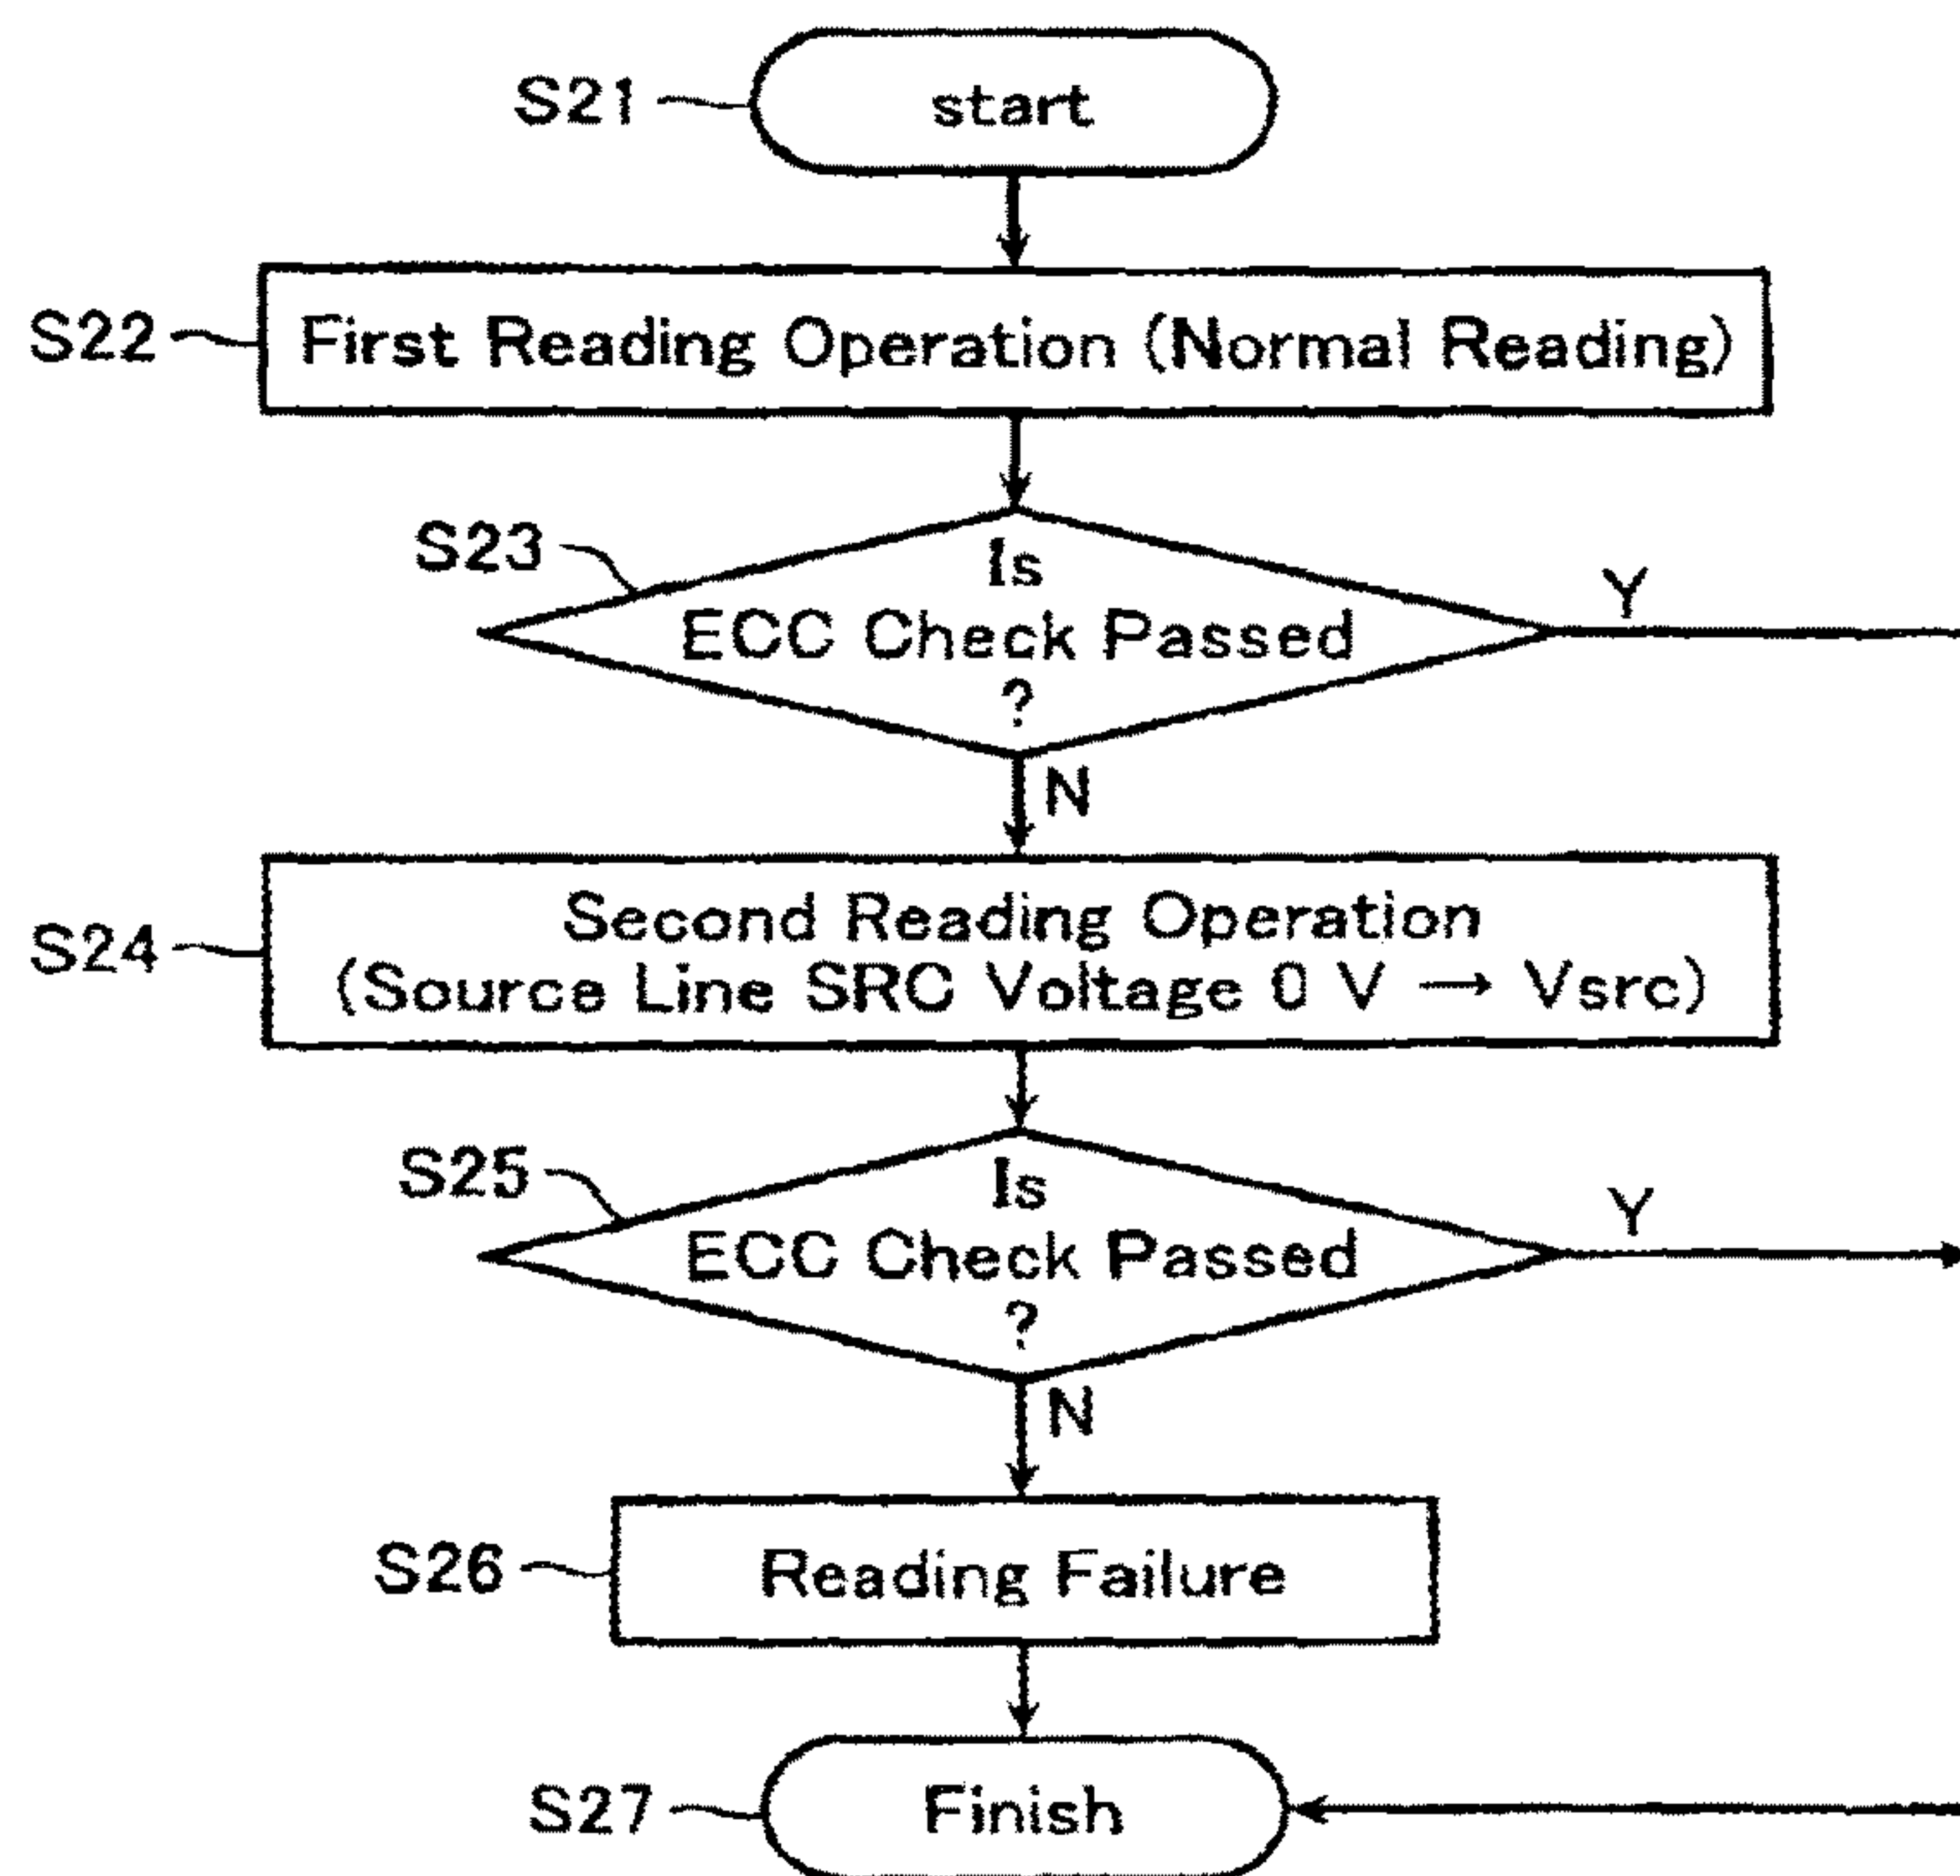 S21
start
S22
First Reading Operation (Normal Reading)
S23
Is
ECC Check Passed
?
Y
N
S24
Second Reading Operation
(Source Line SRC Voltage 0 V → Vsrc)
S25
Is
ECC Check Passed
?
Y
N
S26
Reading Failure
S27
Finish